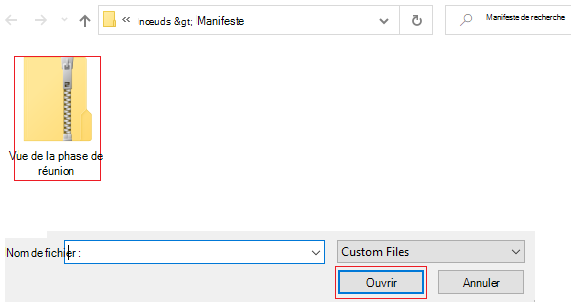 « nœuds &gt; Manifeste
Manifeste de recherche
Vue de la phase de
réunion
Nom de fichier :
Custom Files
Ouvrir
Annuler